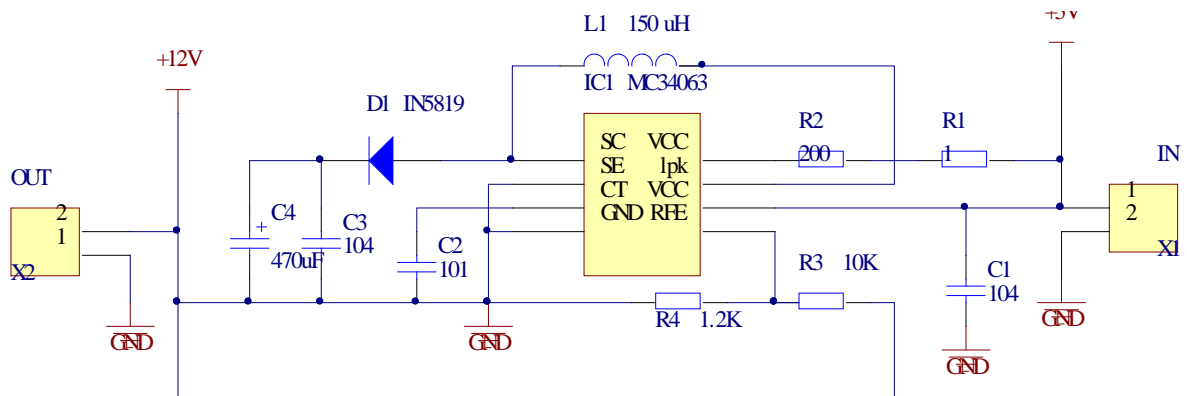 L1 150 uH
+5V
+12V
IC1 MC34063
D1 IN5819
SC VCC
SE 1pk
CT VCC
GND RFE
R2
200
R1
1
IN
1
2
X1
OUT
2
1
X2
C4
+
470uF
C3
104
C2
101
R3 10K
R4 1.2K
C1
104
GND
GND
GND
GND